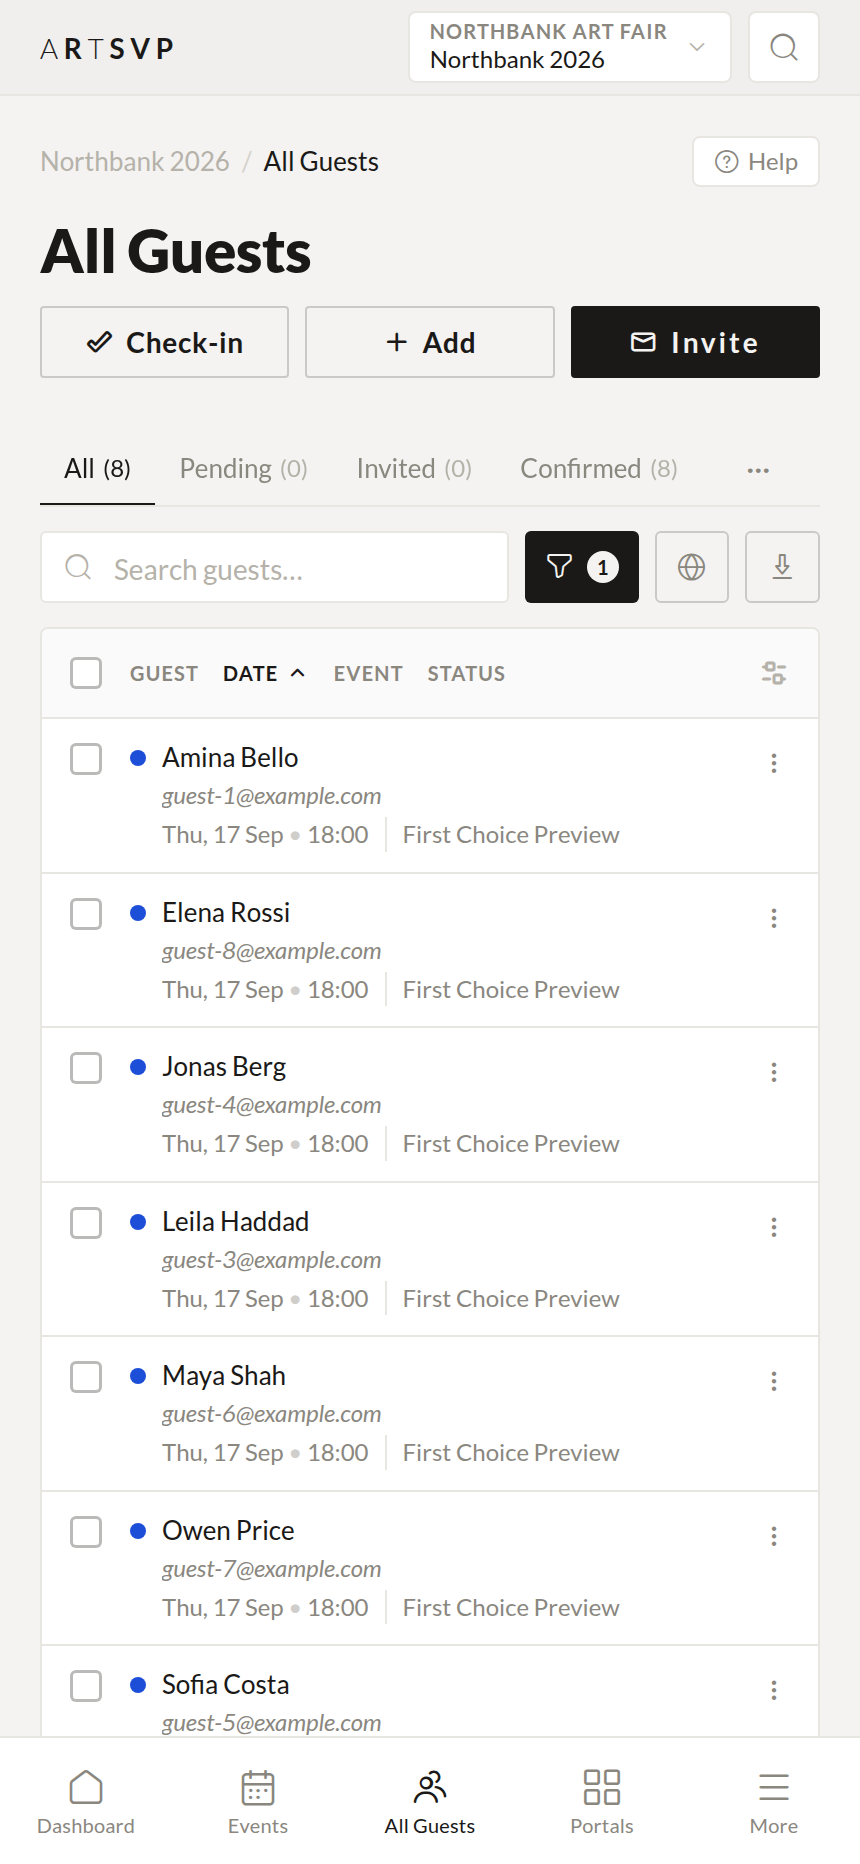 ARTSVP
NORTHBANK ART FAIR
Northbank 2026
Northbank 2026 / All Guests
Help
All Guests
Check-in
Add
Invite
All (8)
Pending (0)
Invited (0)
Confirmed (8)
Search guests...
1
GUEST DATE EVENT STATUS
Amina Bello
guest-1@example.com
Thu, 17 Sep • 18:00 First Choice Preview
Elena Rossi
guest-8@example.com
Thu, 17 Sep • 18:00 First Choice Preview
Jonas Berg
guest-4@example.com
Thu, 17 Sep • 18:00 First Choice Preview
Leila Haddad
guest-3@example.com
Thu, 17 Sep • 18:00 First Choice Preview
Maya Shah
guest-6@example.com
Thu, 17 Sep • 18:00 First Choice Preview
Owen Price
guest-7@example.com
Thu, 17 Sep • 18:00 First Choice Preview
Sofia Costa
guest-5@example.com
Dashboard
Events
All Guests
Portals
More